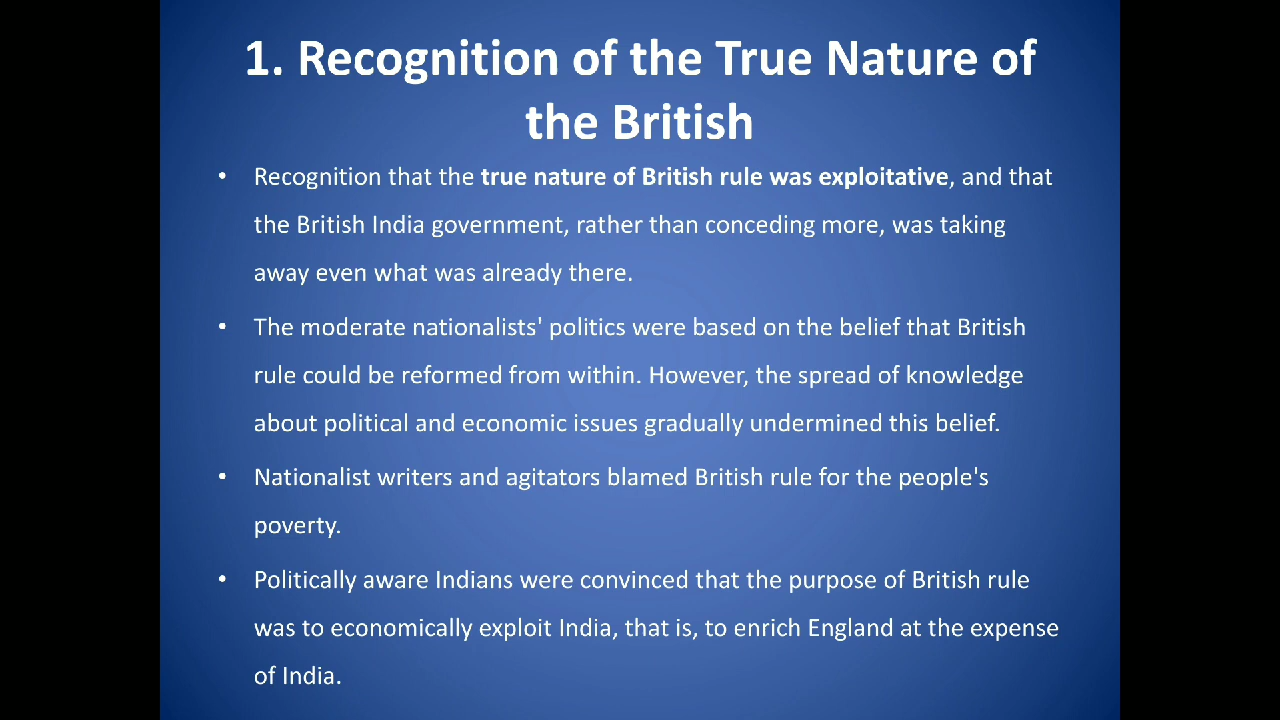 1. Recognition of the True Nature of
the British
• Recognition that the true nature of British rule was exploitative, and that
the British India government, rather than conceding more, was taking
away even what was already there.
• The moderate nationalists' politics were based on the belief that British
rule could be reformed from within. However, the spread of knowledge
about political and economic issues gradually undermined this belief.
• Nationalist writers and agitators blamed British rule for the people's
poverty.
• Politically aware Indians were convinced that the purpose of British rule
was to economically exploit India, that is, to enrich England at the expense
of India.